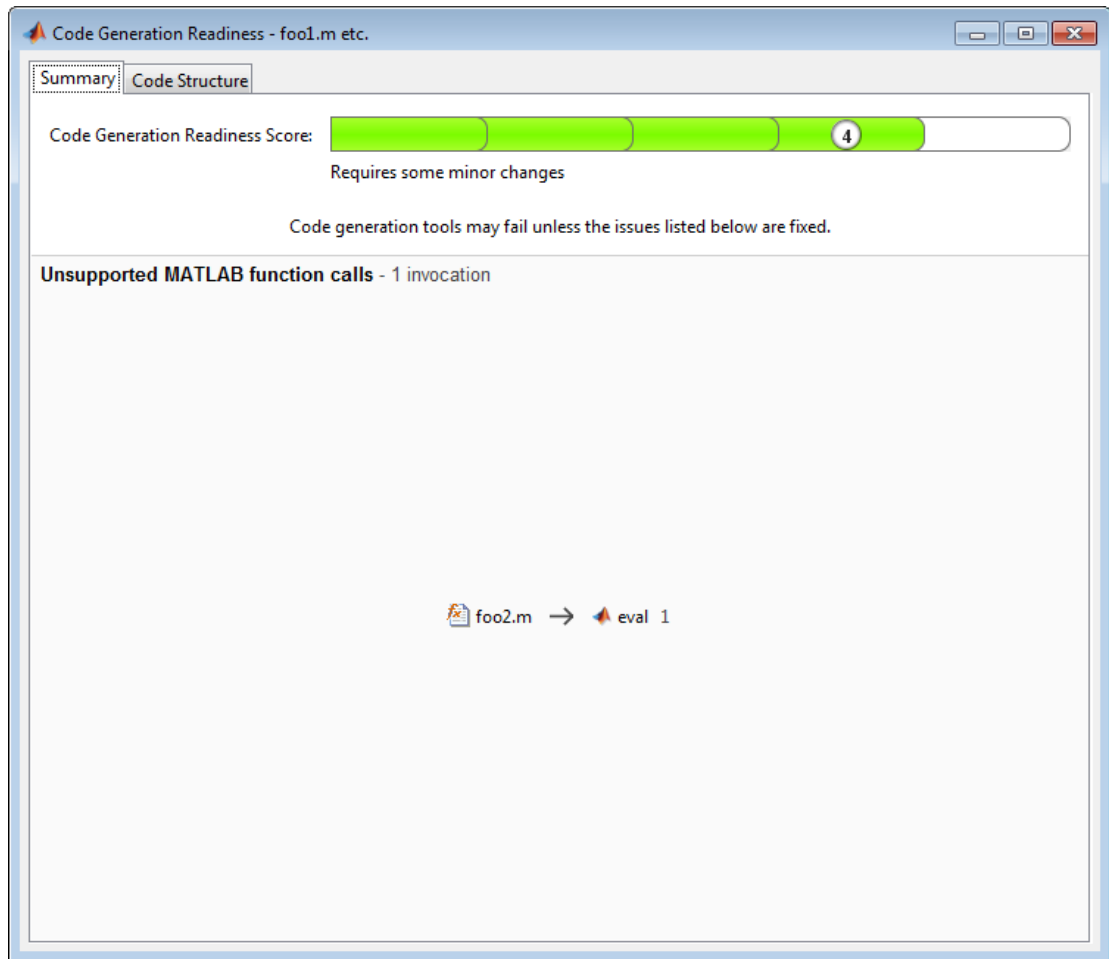 Code Generation Readiness - foo1.m etc.
Summary Code Structure
Code Generation Readiness Score: 4
Requires some minor changes
Code generation tools may fail unless the issues listed below are fixed.
Unsupported MATLAB function calls - 1 invocation
foo2.m → eval 1